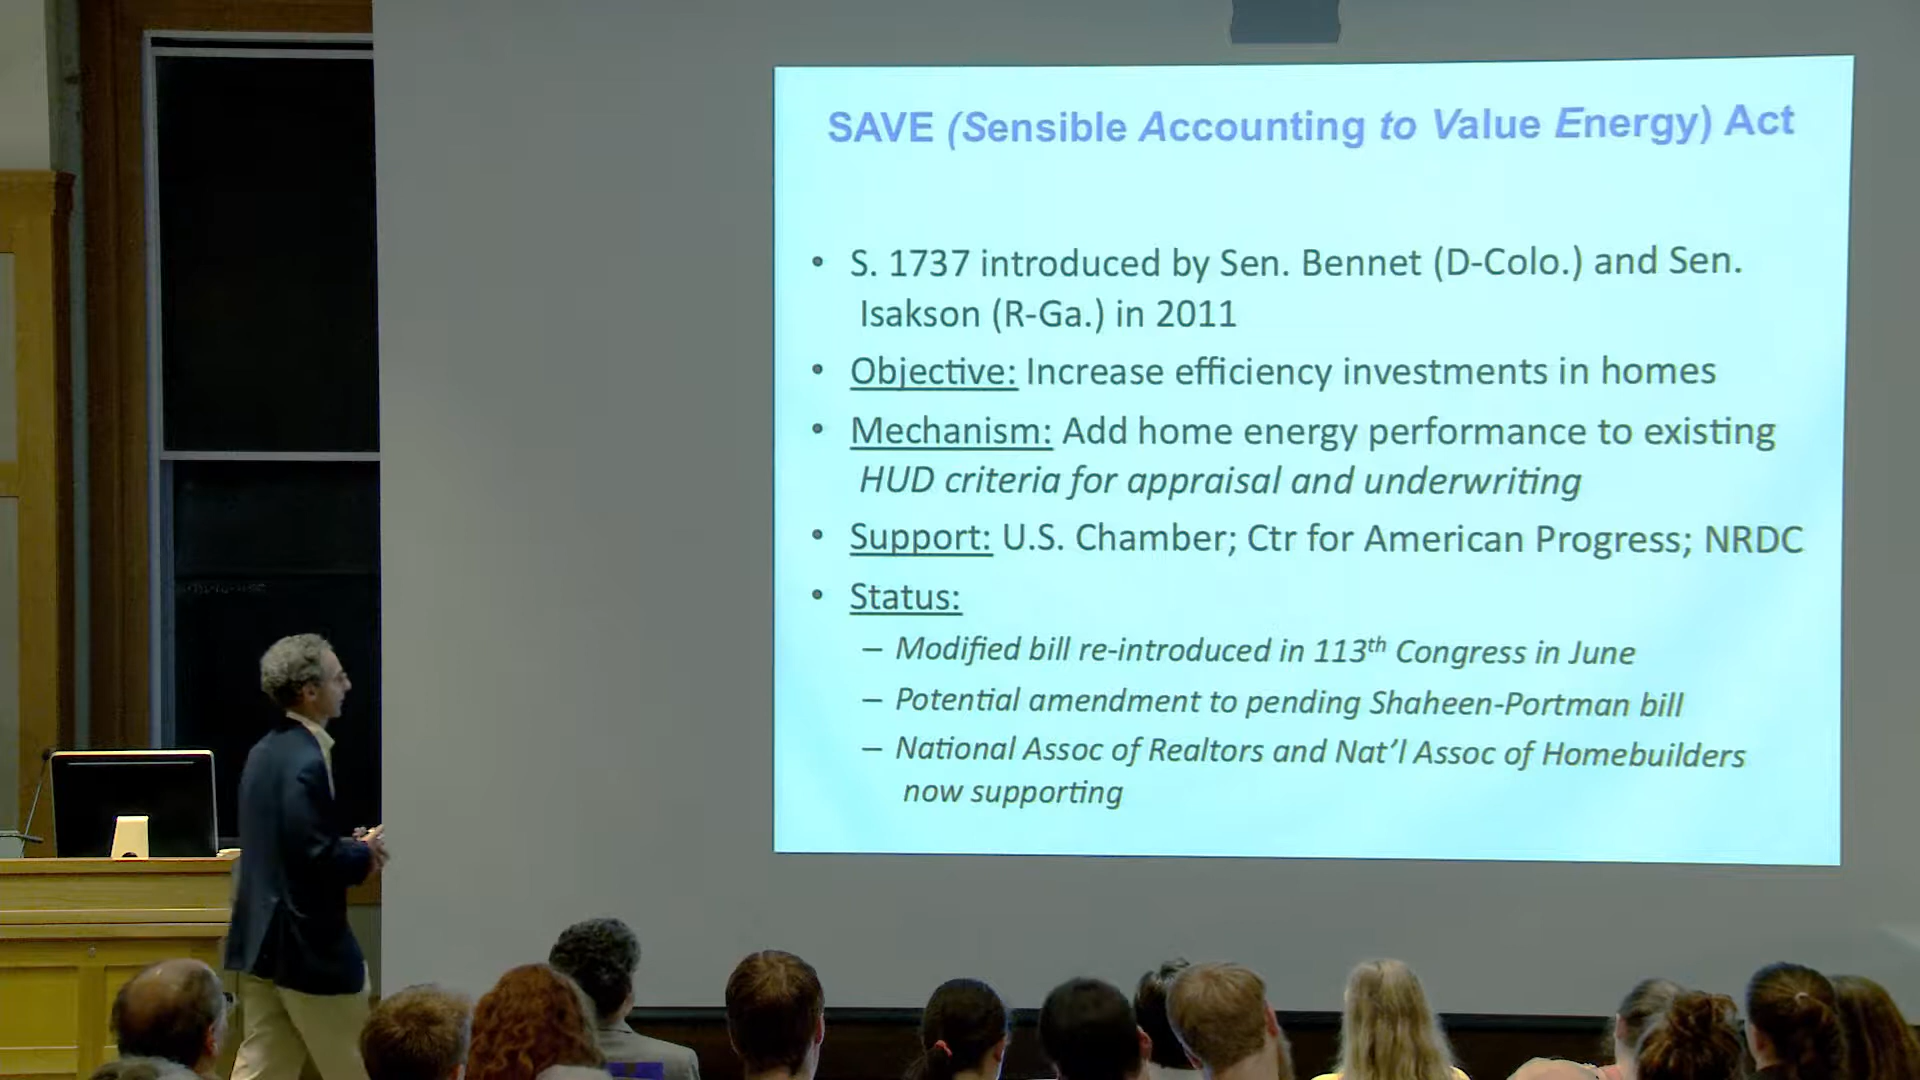 SAVE (Sensible Accounting to Value Energy) Act
• S. 1737 introduced by Sen. Bennet (D-Colo.) and Sen.
Isakson (R-Ga.) in 2011
• Objective: Increase efficiency investments in homes
• Mechanism: Add home energy performance to existing
HUD criteria for appraisal and underwriting
• Support: U.S. Chamber; Ctr for American Progress; NRDC
• Status:
– Modified bill re-introduced in 113th Congress in June
– Potential amendment to pending Shaheen-Portman bill
– National Assoc of Realtors and Nat’l Assoc of Homebuilders
now supporting